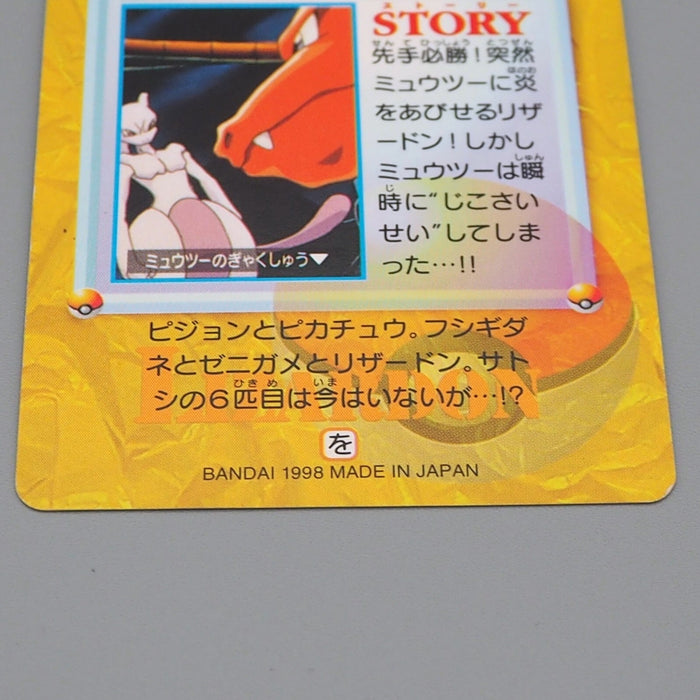 ストーリー
STORY
先手必勝！突然
ミュウツーに炎
をあびせるリザ
ードン！しかし
ミュウツーは瞬
時に“じこさい
せい”してしま
った…!!
ミュウツーのぎゃくしゅう▼
ピジョンとピカチュウ。フシギダ
ネとゼニガメとリザードン。サト
シの6匹目は今はいないが…!?
を
BANDAI 1998 MADE IN JAPAN